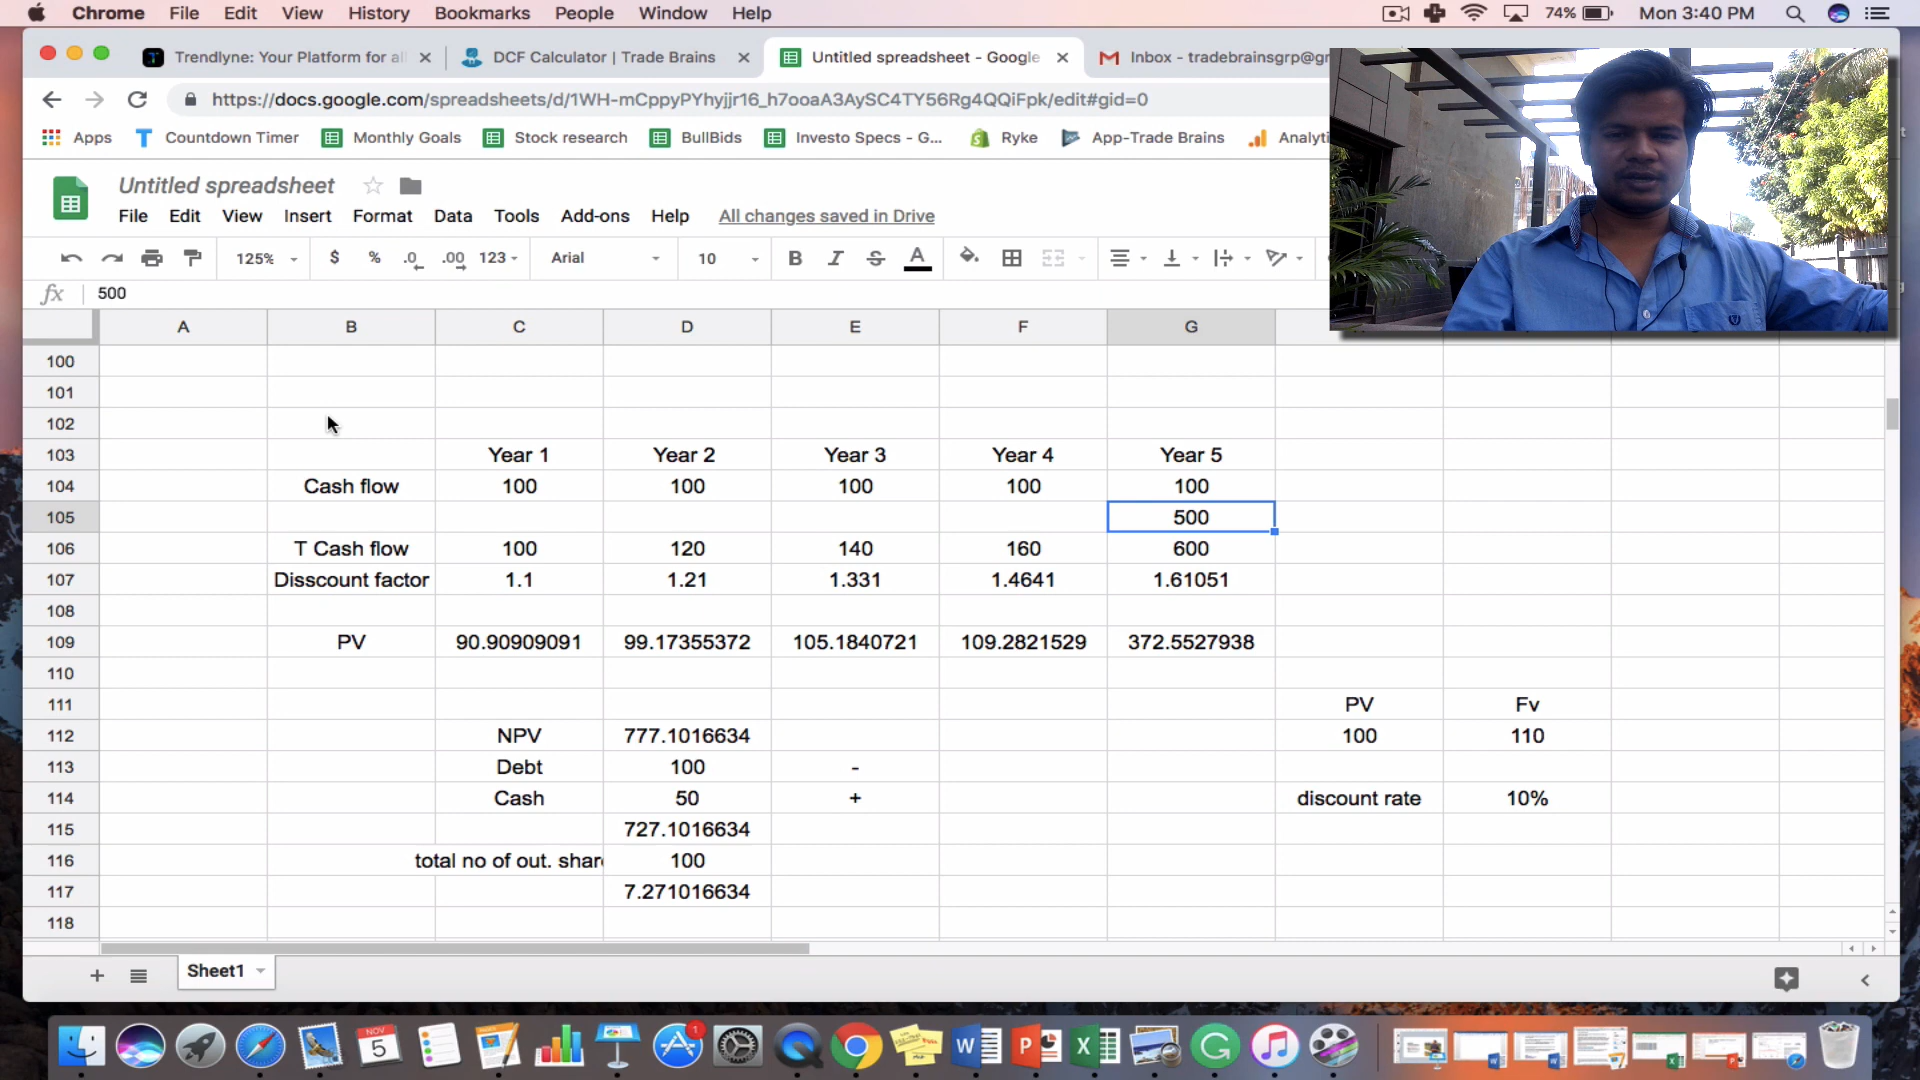 Chrome File Edit View History Bookmarks People Window Help 74% Mon 3:40 PM
Trendlyne: Your Platform for al DCF Calculator | Trade Brains Untitled spreadsheet - Google Inbox - tradebrainsgrp@gr
https://docs.google.com/spreadsheets/d/1WH-mCppyPYhyjjr16_h7ooaA3AySC4TY56Rg4QQiFpk/edit#gid=0
Apps Countdown Timer Monthly Goals Stock research BullBids Investo Specs - G... Ryke App-Trade Brains Analyti
Untitled spreadsheet
File Edit View Insert Format Data Tools Add-ons Help All changes saved in Drive
125% $ % .0 .00 123 Arial 10 B I S A
fx 500
A B C D E F G
100
101
102
103 Year 1 Year 2 Year 3 Year 4 Year 5
104 Cash flow 100 100 100 100 100
105 500
106 T Cash flow 100 120 140 160 600
107 Disscount factor 1.1 1.21 1.331 1.4641 1.61051
108
109 PV 90.90909091 99.17355372 105.1840721 109.2821529 372.5527938
110
111 PV Fv
112 NPV 777.1016634 100 110
113 Debt 100 -
114 Cash 50 + discount rate 10%
115 727.1016634
116 total no of out. share 100
117 7.271016634
118
Sheet1
NOV 5 1